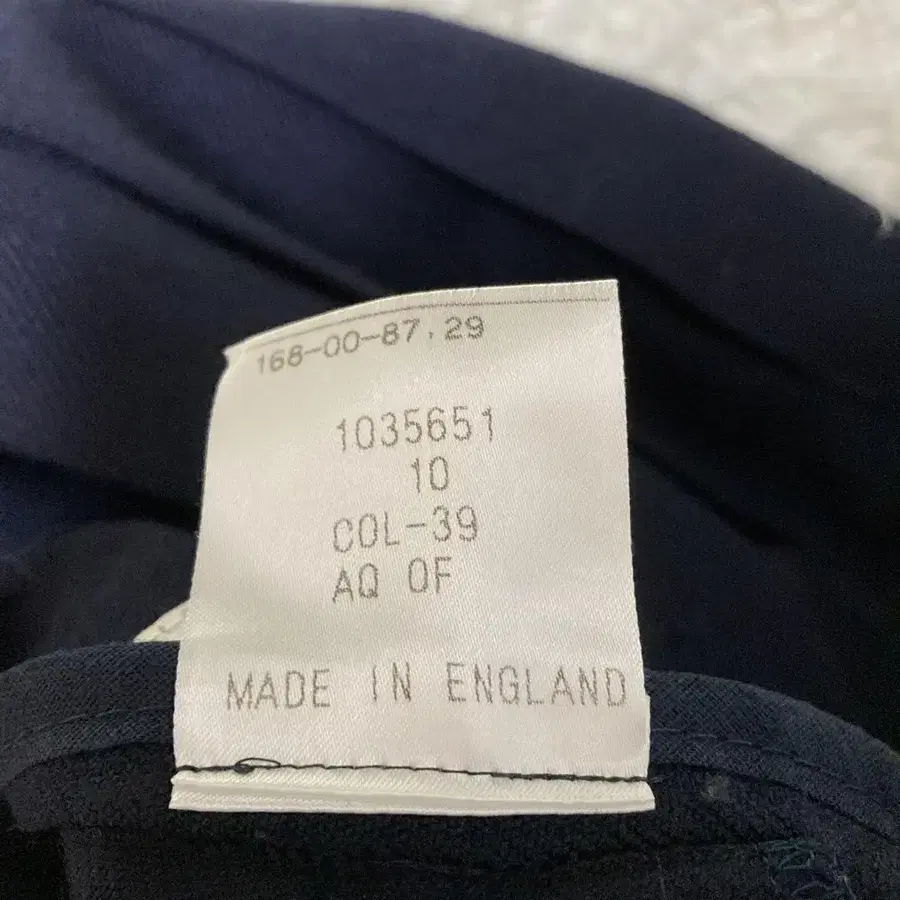 168-00-87.29
1035651
10
COL-39
AQ OF
MADE IN ENGLAND